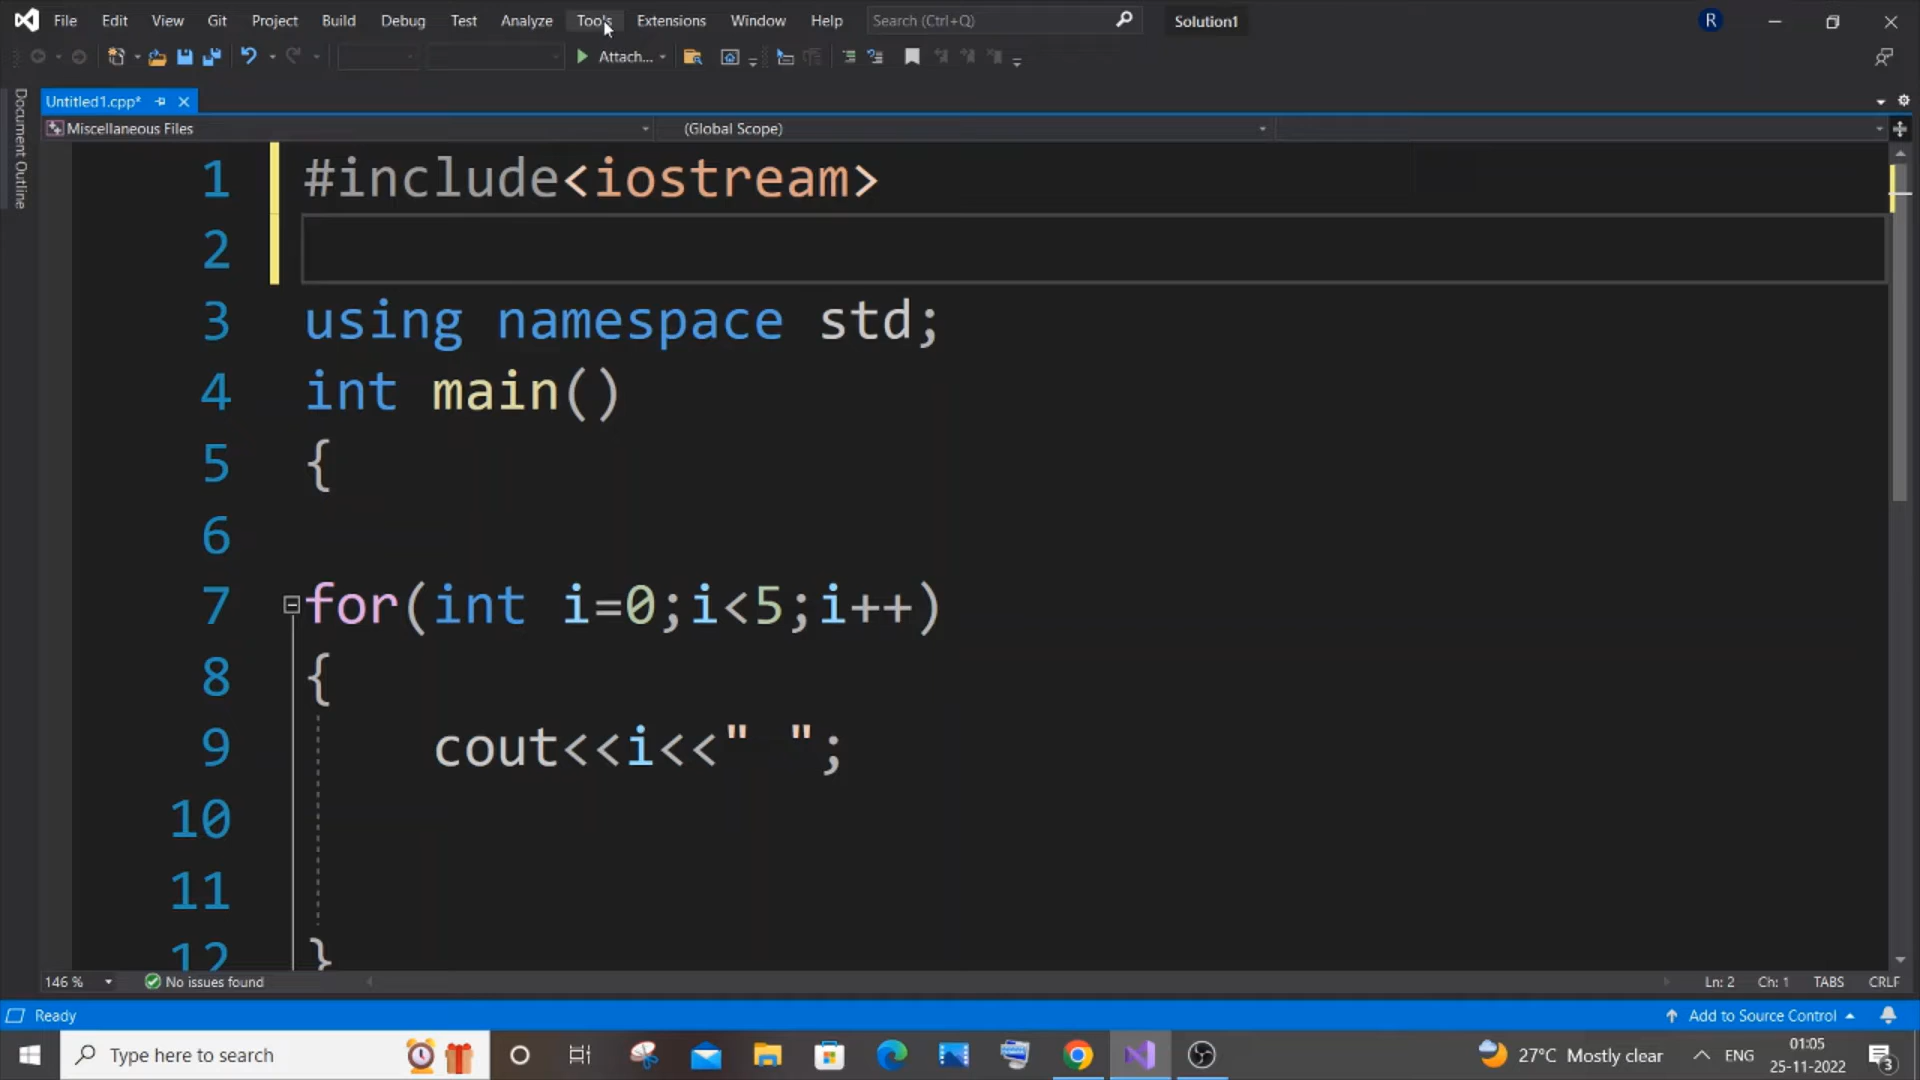 File Edit View Git Project Build Debug Test Analyze Tools Extensions Window Help Search (Ctrl+Q) Solution1 R
Attach...
Document Outline
Untitled1.cpp*
Miscellaneous Files (Global Scope)
1 #include<iostream>
2
3 using namespace std;
4 int main()
5 {
6
7 for(int i=0;i<5;i++)
8 {
9 cout<<i<<" ";
10
11
12 }
146 % No issues found Ln: 2 Ch: 1 TABS CRLF
Ready Add to Source Control
Type here to search 27°C Mostly clear ENG 01:05
25-11-2022 3